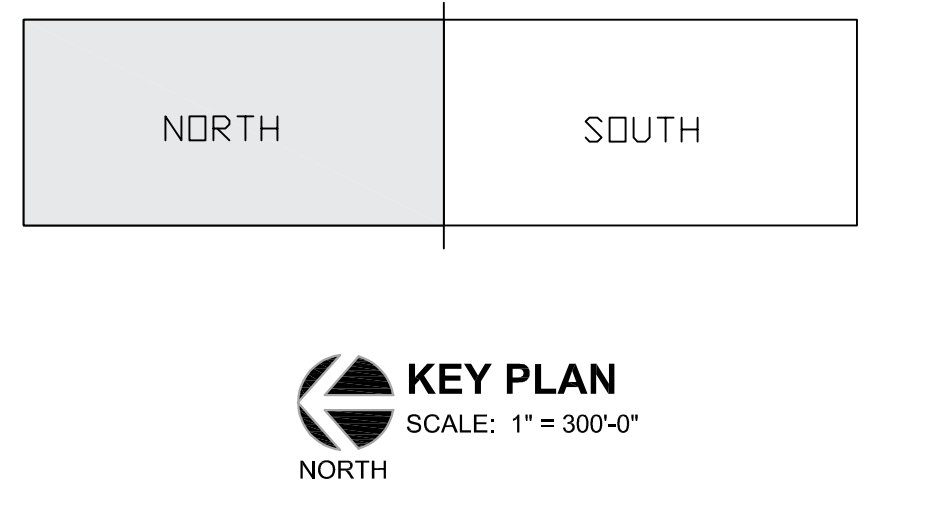 NORTH
SOUTH
KEY PLAN
SCALE: 1" = 300'-0"
NORTH